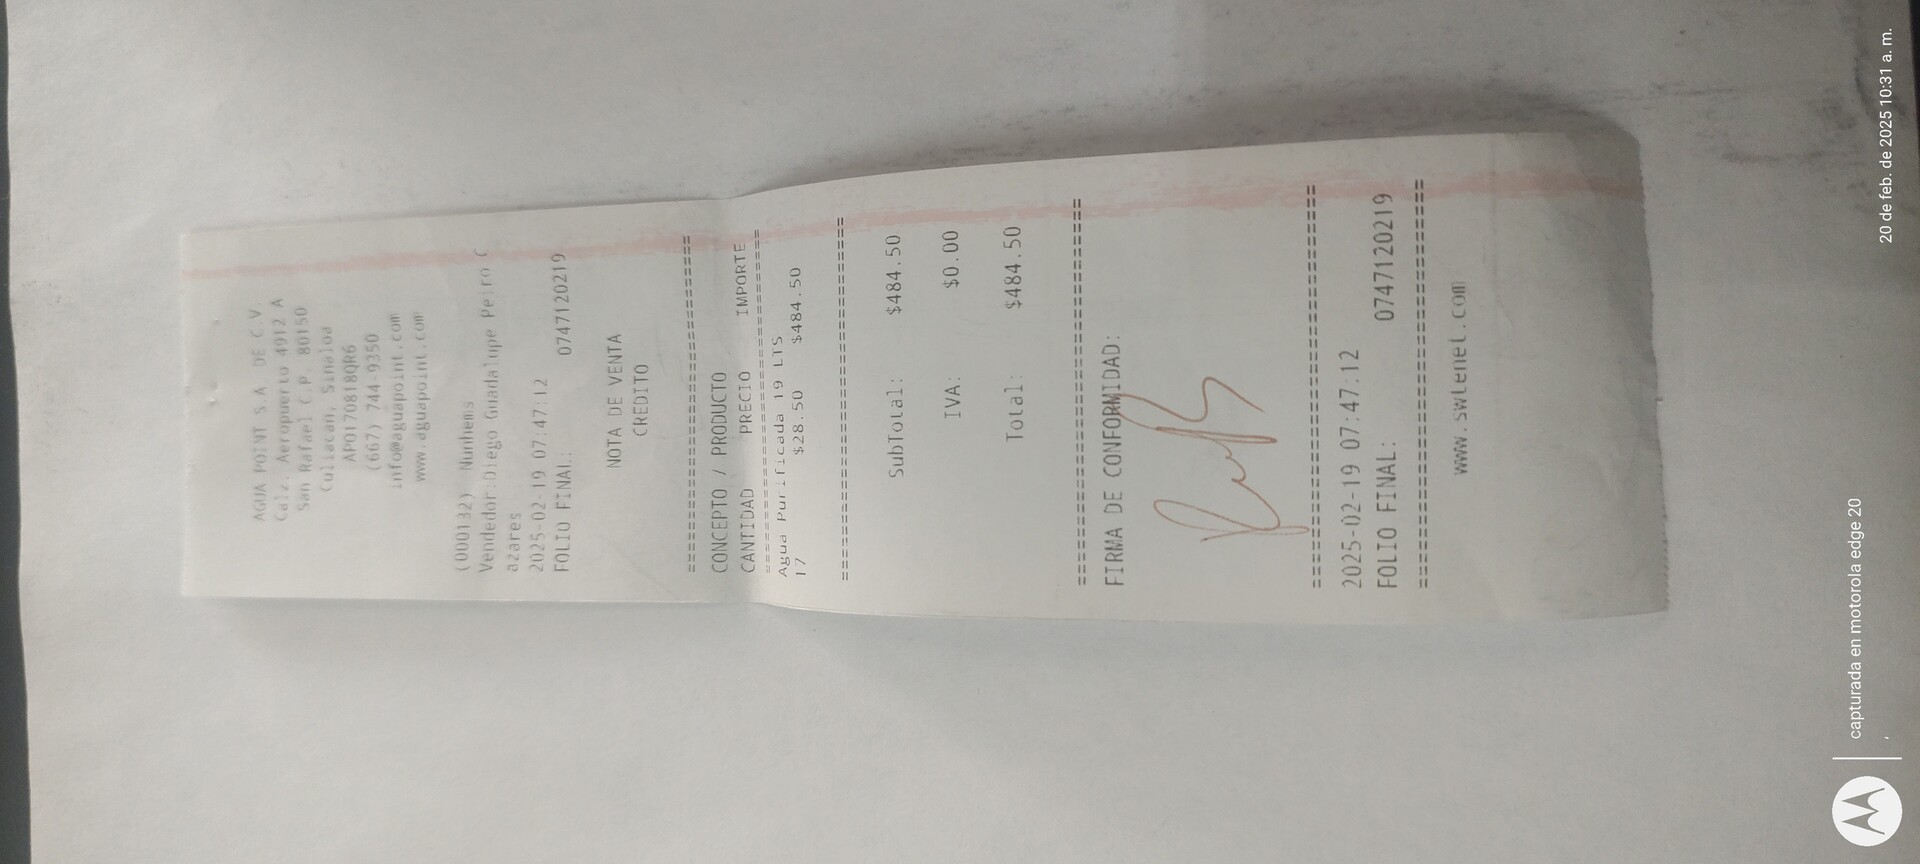 AGUA POINT S.A. DE C.V.
Calz. Aeropuerto 4912 A
San Rafael C.P. 80150
Culiacan, Sinaloa
APO170818QR6
(667) 744-9350
info@aguapoint.com
www.aguapoint.com
(000132) Nunhems
Vendedor:Diego Guadalupe Peiro C
azares
2025-02-19 07:47:12
FOLIO FINAL: 0747120219
NOTA DE VENTA
CREDITO
================================
CONCEPTO / PRODUCTO
CANTIDAD PRECIO IMPORTE
================================
Agua Purificada 19 LTS
17 $28.50 $484.50
================================
SubTotal: $484.50
IVA: $0.00
Total: $484.50
================================
FIRMA DE CONFORMIDAD:
================================
2025-02-19 07:47:12
FOLIO FINAL: 0747120219
================================
www.swtenet.com
capturada en motorola edge 20
20 de feb. de 2025 10:31 a. m.